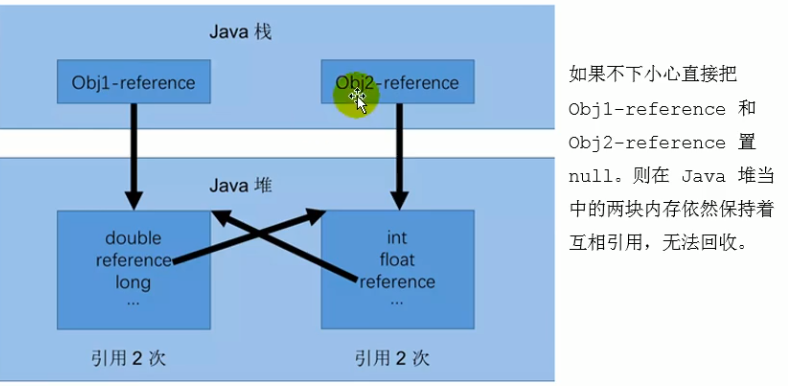 Java 栈
Obj1-reference
Obj2-reference
Java 堆
double
reference
long
...
int
float
reference
...
引用 2 次
引用 2 次
如果不下小心直接把
Obj1-reference 和
Obj2-reference 置
null。则在 Java 堆当
中的两块内存依然保持着
互相引用,无法回收。